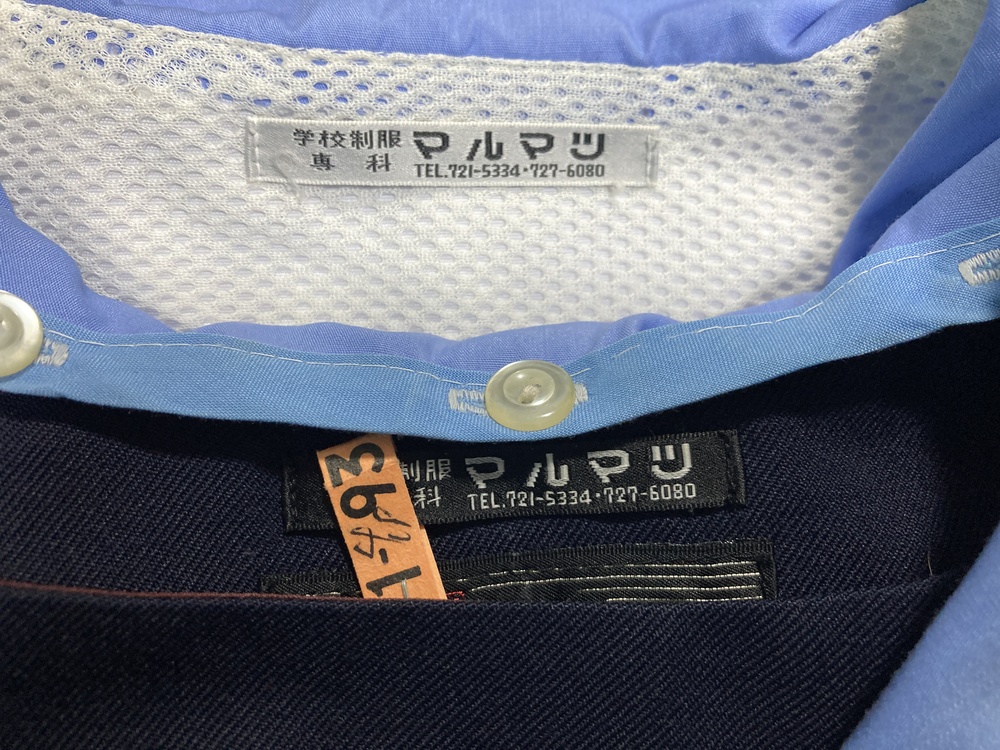 学校制服 マルマツ
専科 TEL.721-5334・727-6080
制服 マルマツ
科 TEL.721-5334・727-6080